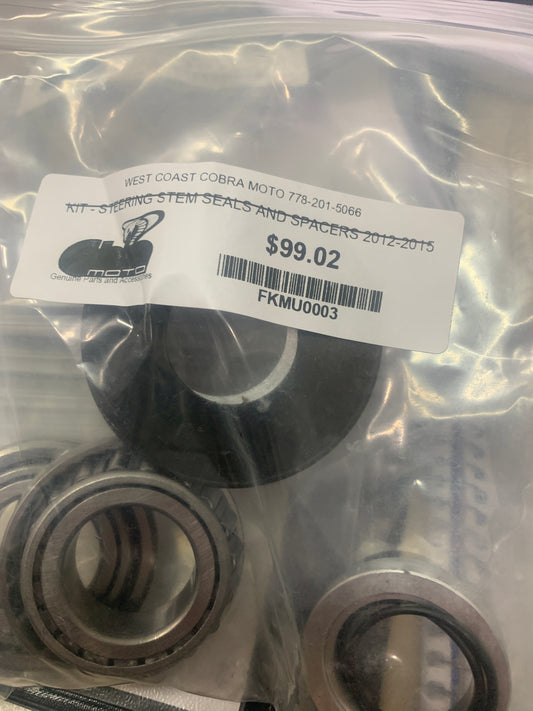 WEST COAST COBRA MOTO 778-201-5066
KIT - STEERING STEM SEALS AND SPACERS 2012-2015
$99.02
MOTO
Genuine Parts and Accessories
FKMU0003